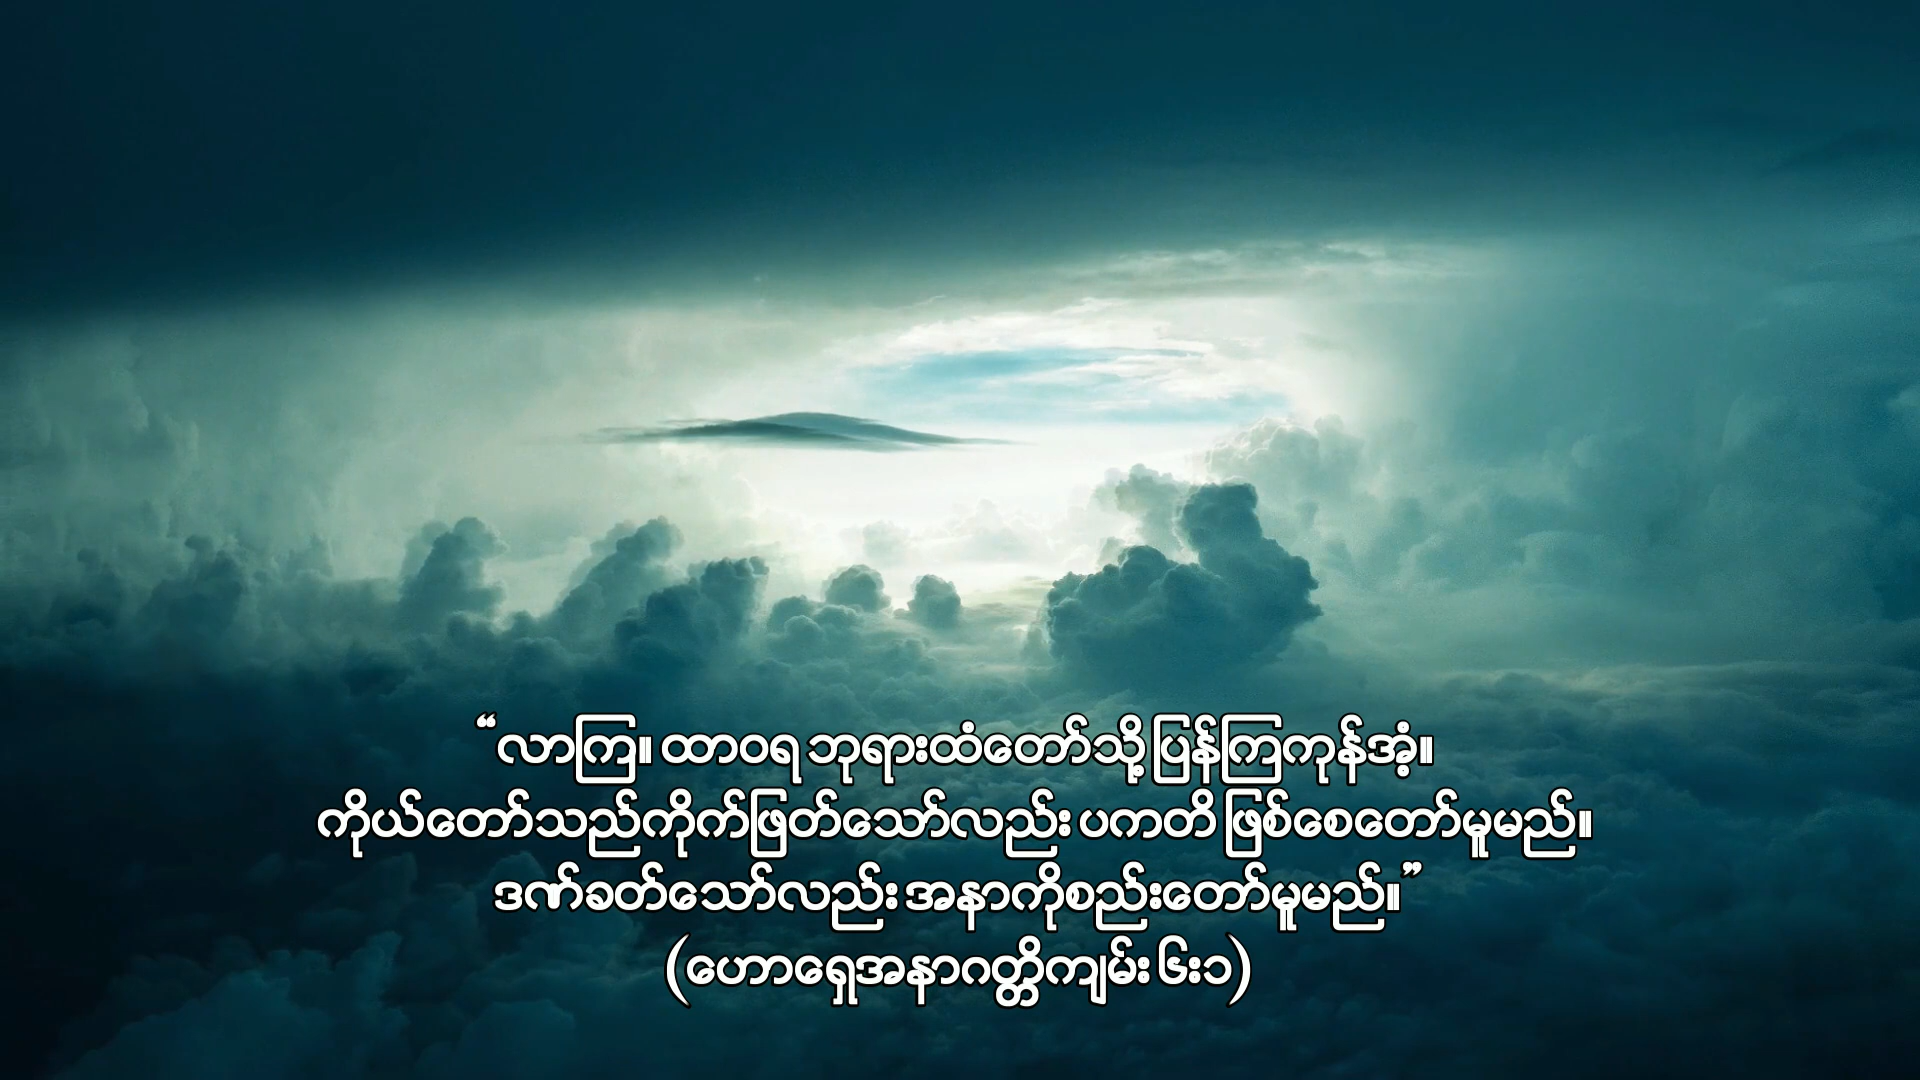 “လာကြ။ ထာဝရ ဘုရားထံတော်သို့ ပြန်ကြကုန်အံ့။
ကိုယ်တော်သည်ကိုက်ဖြတ်သော်လည်း ပကတိ ဖြစ်စေတော်မူမည်။
ဒဏ်ခတ်သော်လည်း အနာကိုစည်းတော်မူမည်။”
(ဟောရှေအနာဂတ္တိကျမ်း ၆း၁)